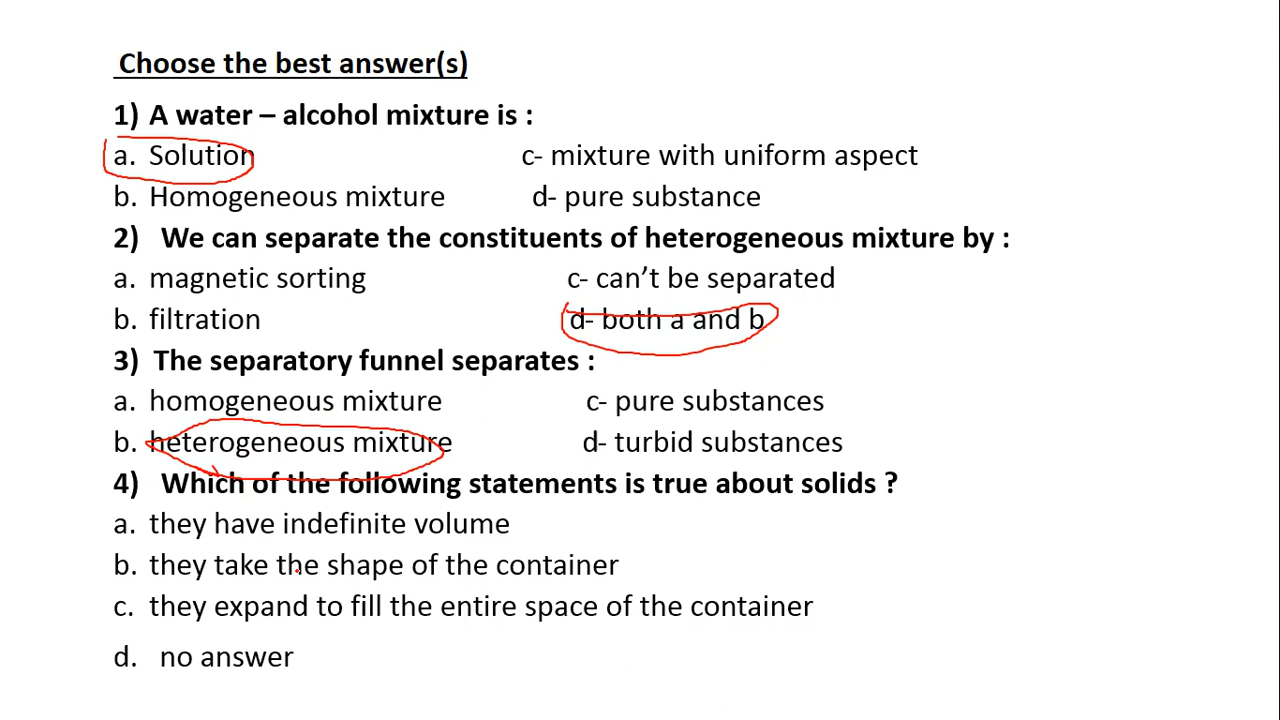 Choose the best answer(s)
1) A water – alcohol mixture is :
a. Solution c- mixture with uniform aspect
b. Homogeneous mixture d- pure substance
2) We can separate the constituents of heterogeneous mixture by :
a. magnetic sorting c- can’t be separated
b. filtration d- both a and b
3) The separatory funnel separates :
a. homogeneous mixture c- pure substances
b. heterogeneous mixture d- turbid substances
4) Which of the following statements is true about solids ?
a. they have indefinite volume
b. they take the shape of the container
c. they expand to fill the entire space of the container
d. no answer